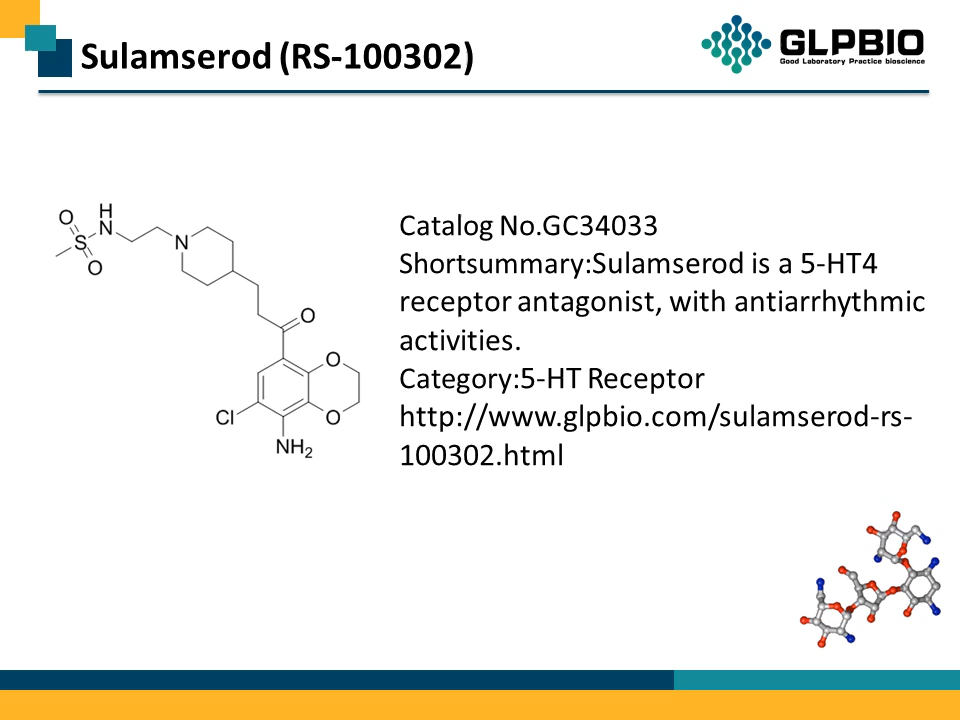 Sulamserod (RS-100302)
GLPBIO
Good Laboratory Practice bioscience
Catalog No.GC34033
Shortsummary:Sulamserod is a 5-HT4
receptor antagonist, with antiarrhythmic
activities.
Category:5-HT Receptor
http://www.glpbio.com/sulamserod-rs-
100302.html
O
H
N
S
O
N
O
O
O
Cl
NH2